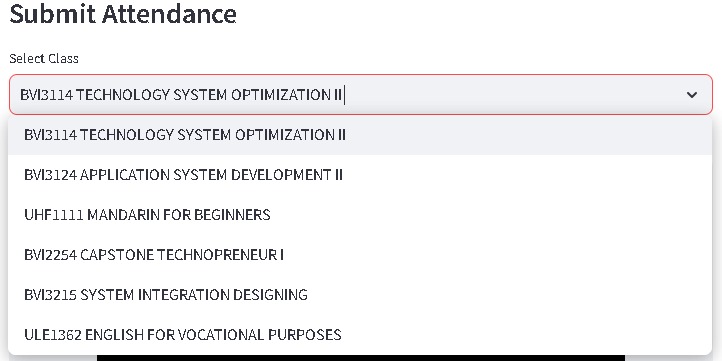 Submit Attendance
Select Class
BVI3114 TECHNOLOGY SYSTEM OPTIMIZATION II
BVI3114 TECHNOLOGY SYSTEM OPTIMIZATION II
BVI3124 APPLICATION SYSTEM DEVELOPMENT II
UHF1111 MANDARIN FOR BEGINNERS
BVI2254 CAPSTONE TECHNOPRENEUR I
BVI3215 SYSTEM INTEGRATION DESIGNING
ULE1362 ENGLISH FOR VOCATIONAL PURPOSES